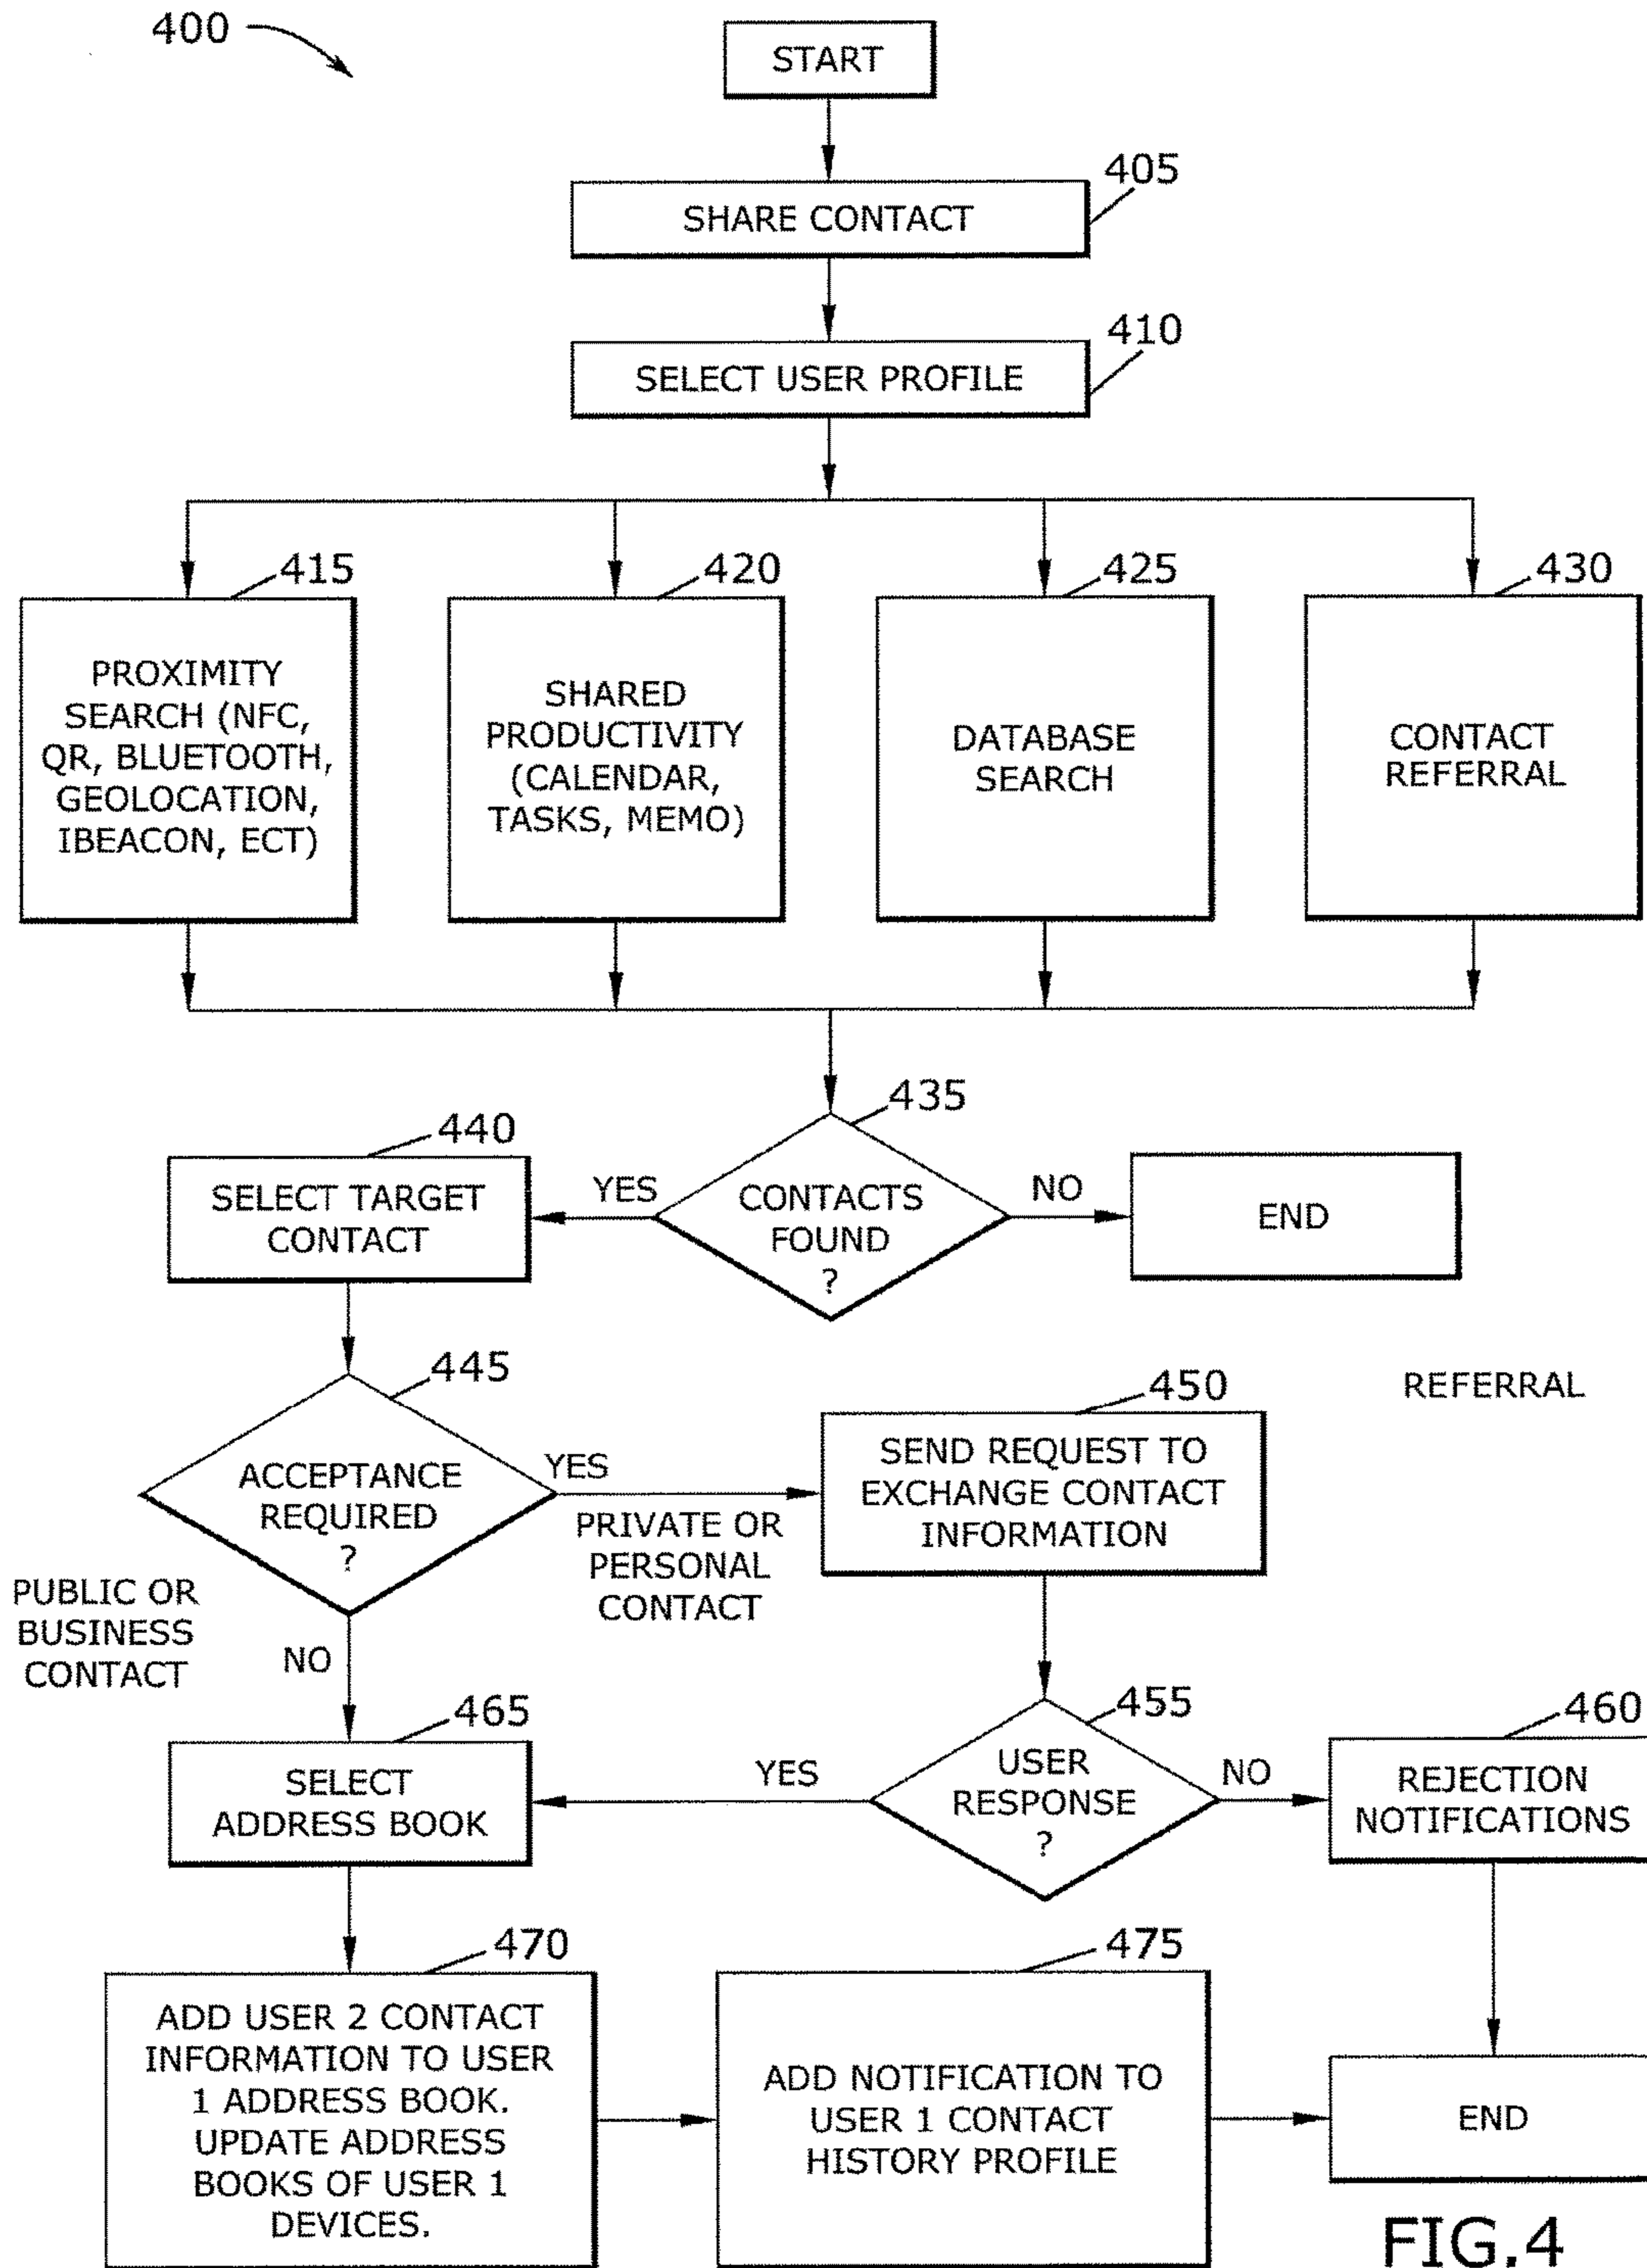 400
START
405
SHARE CONTACT
410
SELECT USER PROFILE
415
PROXIMITY
SEARCH (NFC,
QR, BLUETOOTH,
GEOLOCATION,
IBEACON, ECT)
420
SHARED
PRODUCTIVITY
(CALENDAR,
TASKS, MEMO)
425
DATABASE
SEARCH
430
CONTACT
REFERRAL
435
CONTACTS
FOUND
?
YES
NO
END
440
SELECT TARGET
CONTACT
445
ACCEPTANCE
REQUIRED
?
YES
PRIVATE OR
PERSONAL
CONTACT
PUBLIC OR
BUSINESS
CONTACT
NO
450
SEND REQUEST TO
EXCHANGE CONTACT
INFORMATION
REFERRAL
455
USER
RESPONSE
?
YES
NO
460
REJECTION
NOTIFICATIONS
465
SELECT
ADDRESS BOOK
470
ADD USER 2 CONTACT
INFORMATION TO USER
1 ADDRESS BOOK.
UPDATE ADDRESS
BOOKS OF USER 1
DEVICES.
475
ADD NOTIFICATION TO
USER 1 CONTACT
HISTORY PROFILE
END
FIG.4